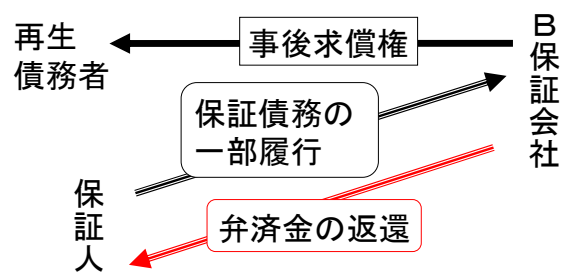 再生
債務者
事後求償権
B保証会社
保証債務の
一部履行
保証人
弁済金の返還